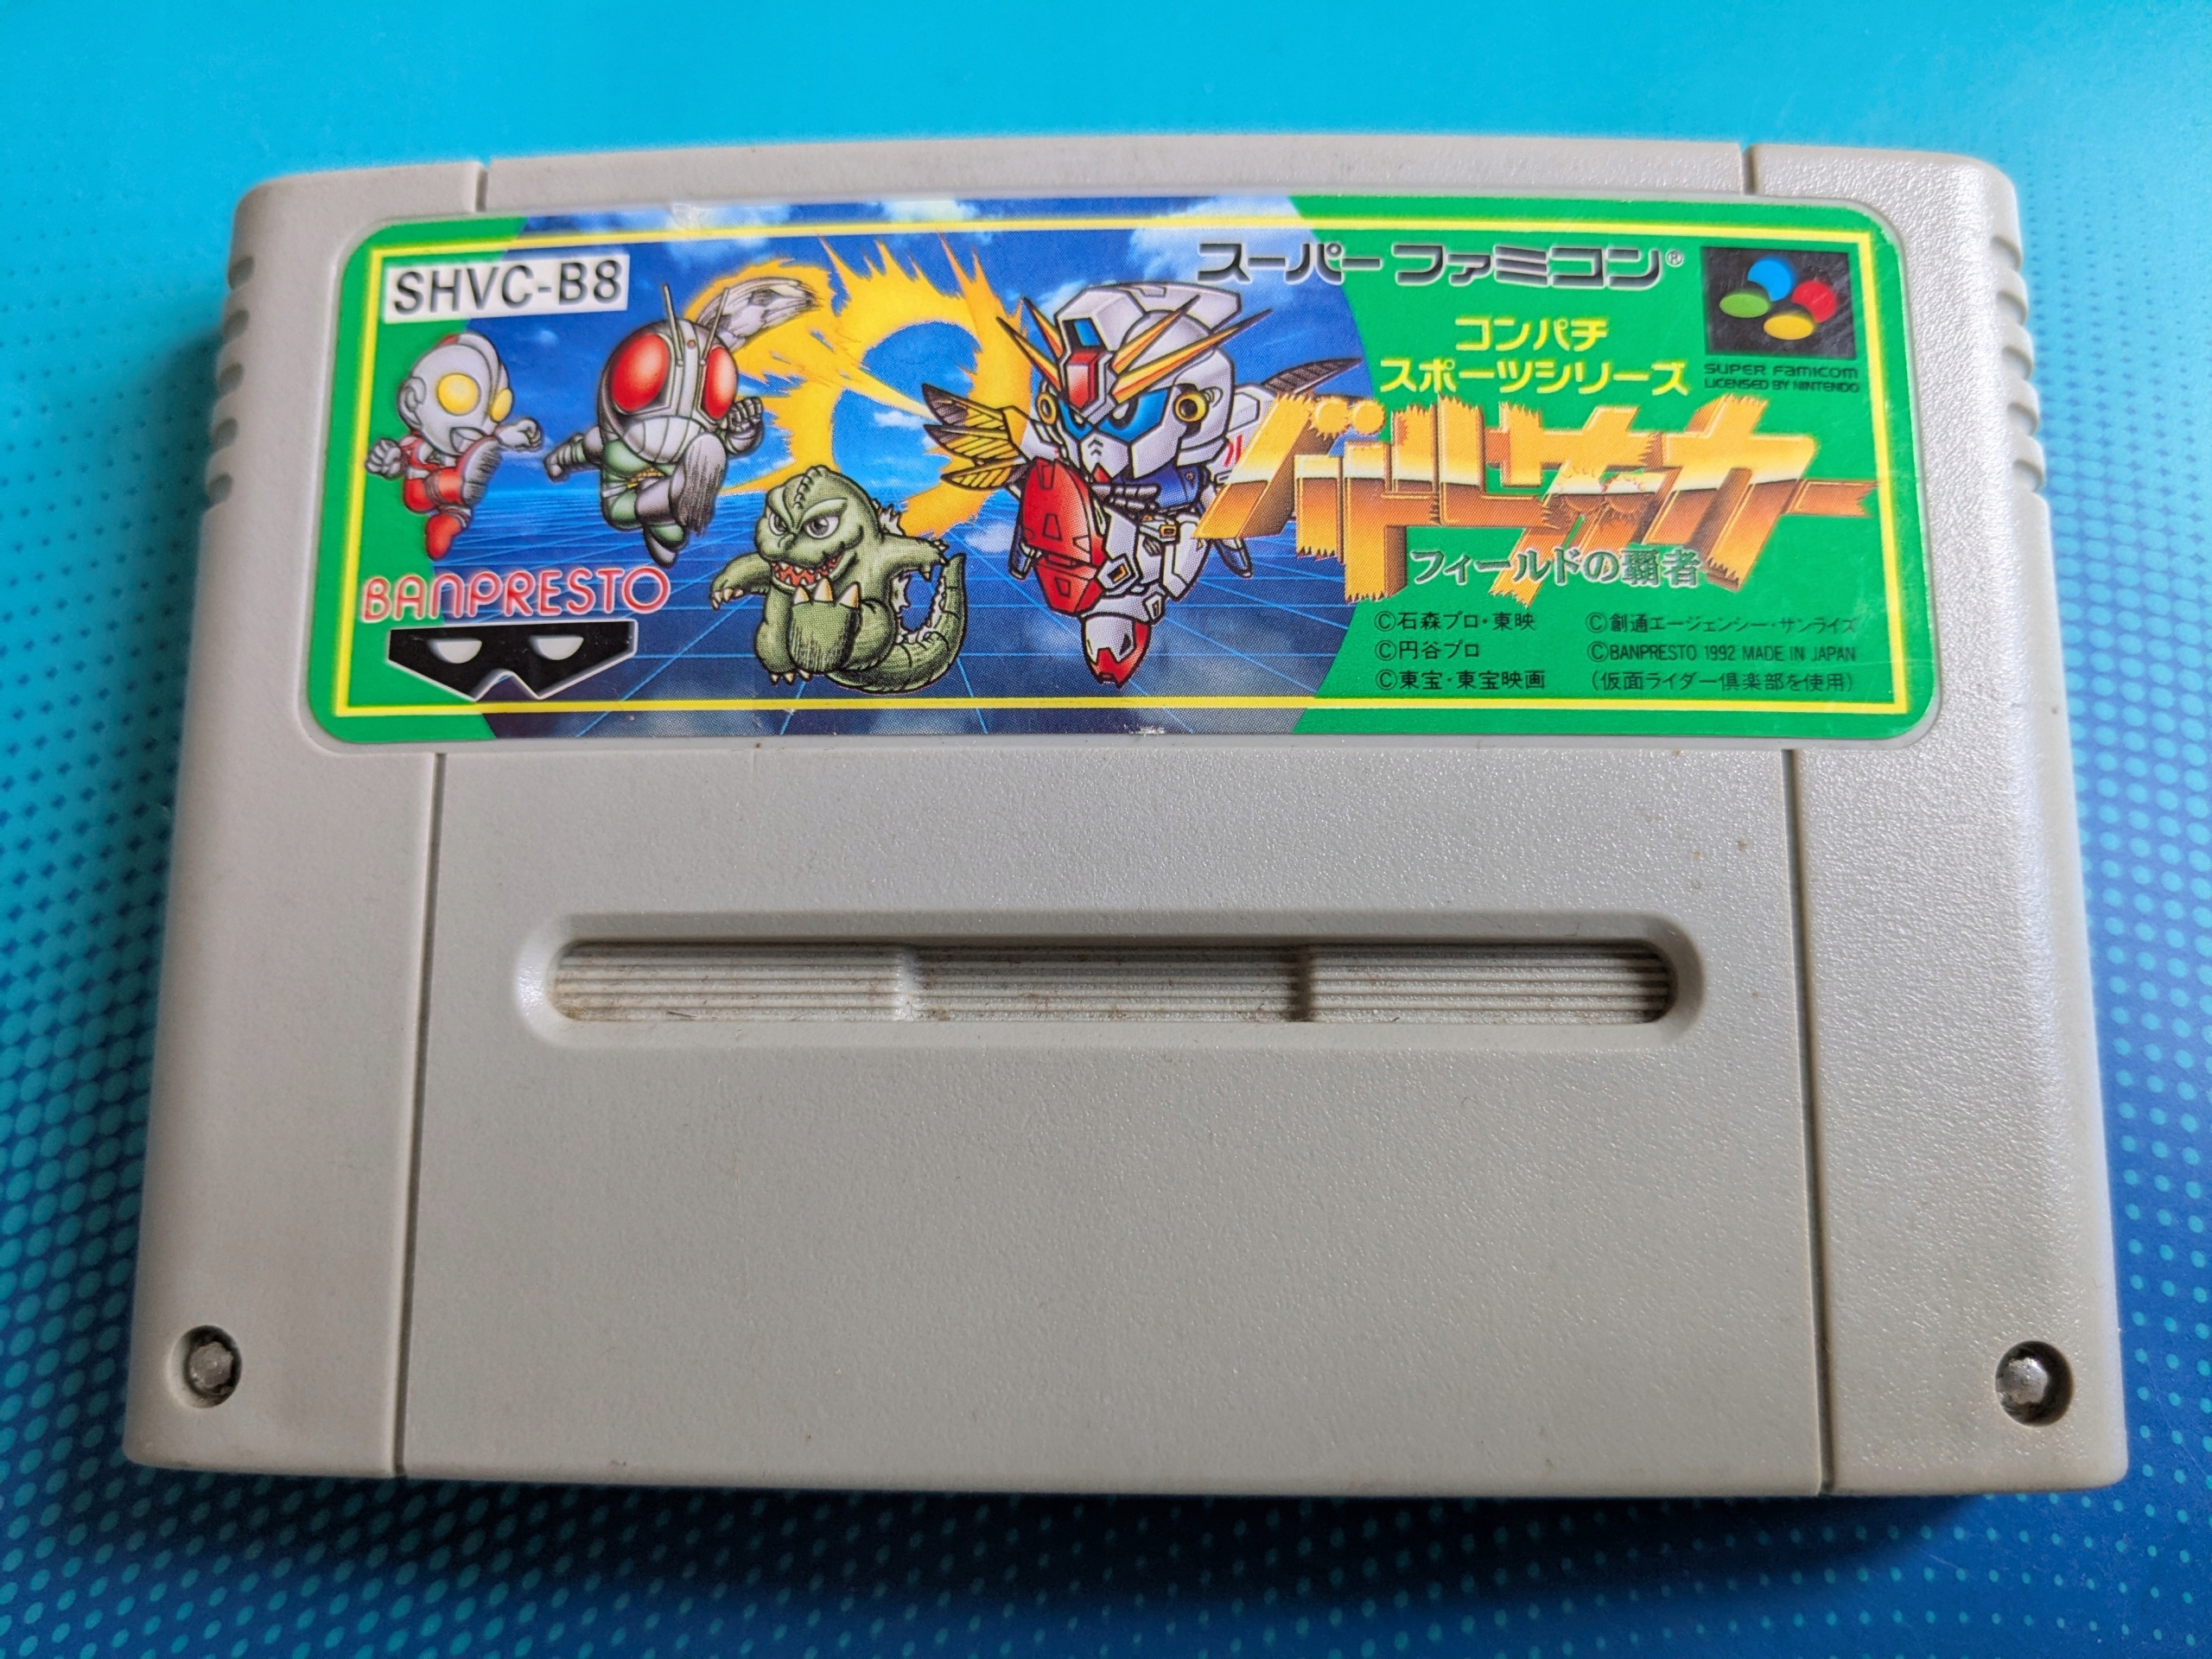 SHVC-B8
スーパーファミコン®
コンパチ
スポーツシリーズ
バトルサッカー
フィールドの覇者
SUPER FAMICOM
LICENSED BY NINTENDO
BANPRESTO
©石森プロ・東映
©円谷プロ
©東宝・東宝映画
©創通エージェンシー・サンライズ
©BANPRESTO 1992 MADE IN JAPAN
(仮面ライダー倶楽部を使用)